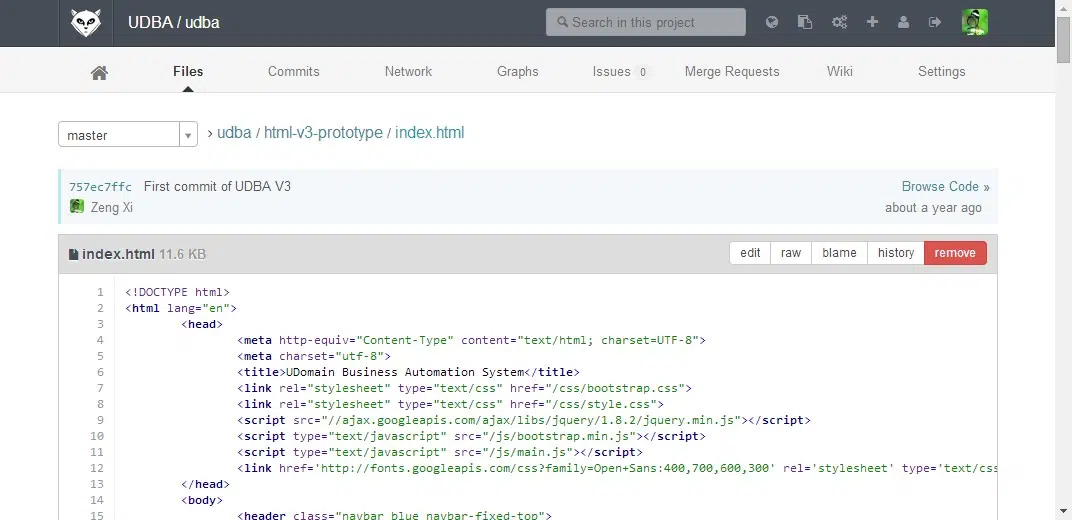 UDBA / udba
Search in this project
Files Commits Network Graphs Issues 0 Merge Requests Wiki Settings
master › udba / html-v3-prototype / index.html
757ec7ffc First commit of UDBA V3 Browse Code »
Zeng Xi about a year ago
index.html 11.6 KB edit raw blame history remove
1 <!DOCTYPE html>
2 <html lang="en">
3 <head>
4 <meta http-equiv="Content-Type" content="text/html; charset=UTF-8">
5 <meta charset="utf-8">
6 <title>UDomain Business Automation System</title>
7 <link rel="stylesheet" type="text/css" href="/css/bootstrap.css">
8 <link rel="stylesheet" type="text/css" href="/css/style.css">
9 <script src="//ajax.googleapis.com/ajax/libs/jquery/1.8.2/jquery.min.js"></script>
10 <script type="text/javascript" src="/js/bootstrap.min.js"></script>
11 <script type="text/javascript" src="/js/main.js"></script>
12 <link href='http://fonts.googleapis.com/css?family=Open+Sans:400,700,600,300' rel='stylesheet' type='text/css
13 </head>
14 <body>
15 <header class="navbar blue navbar-fixed-top">